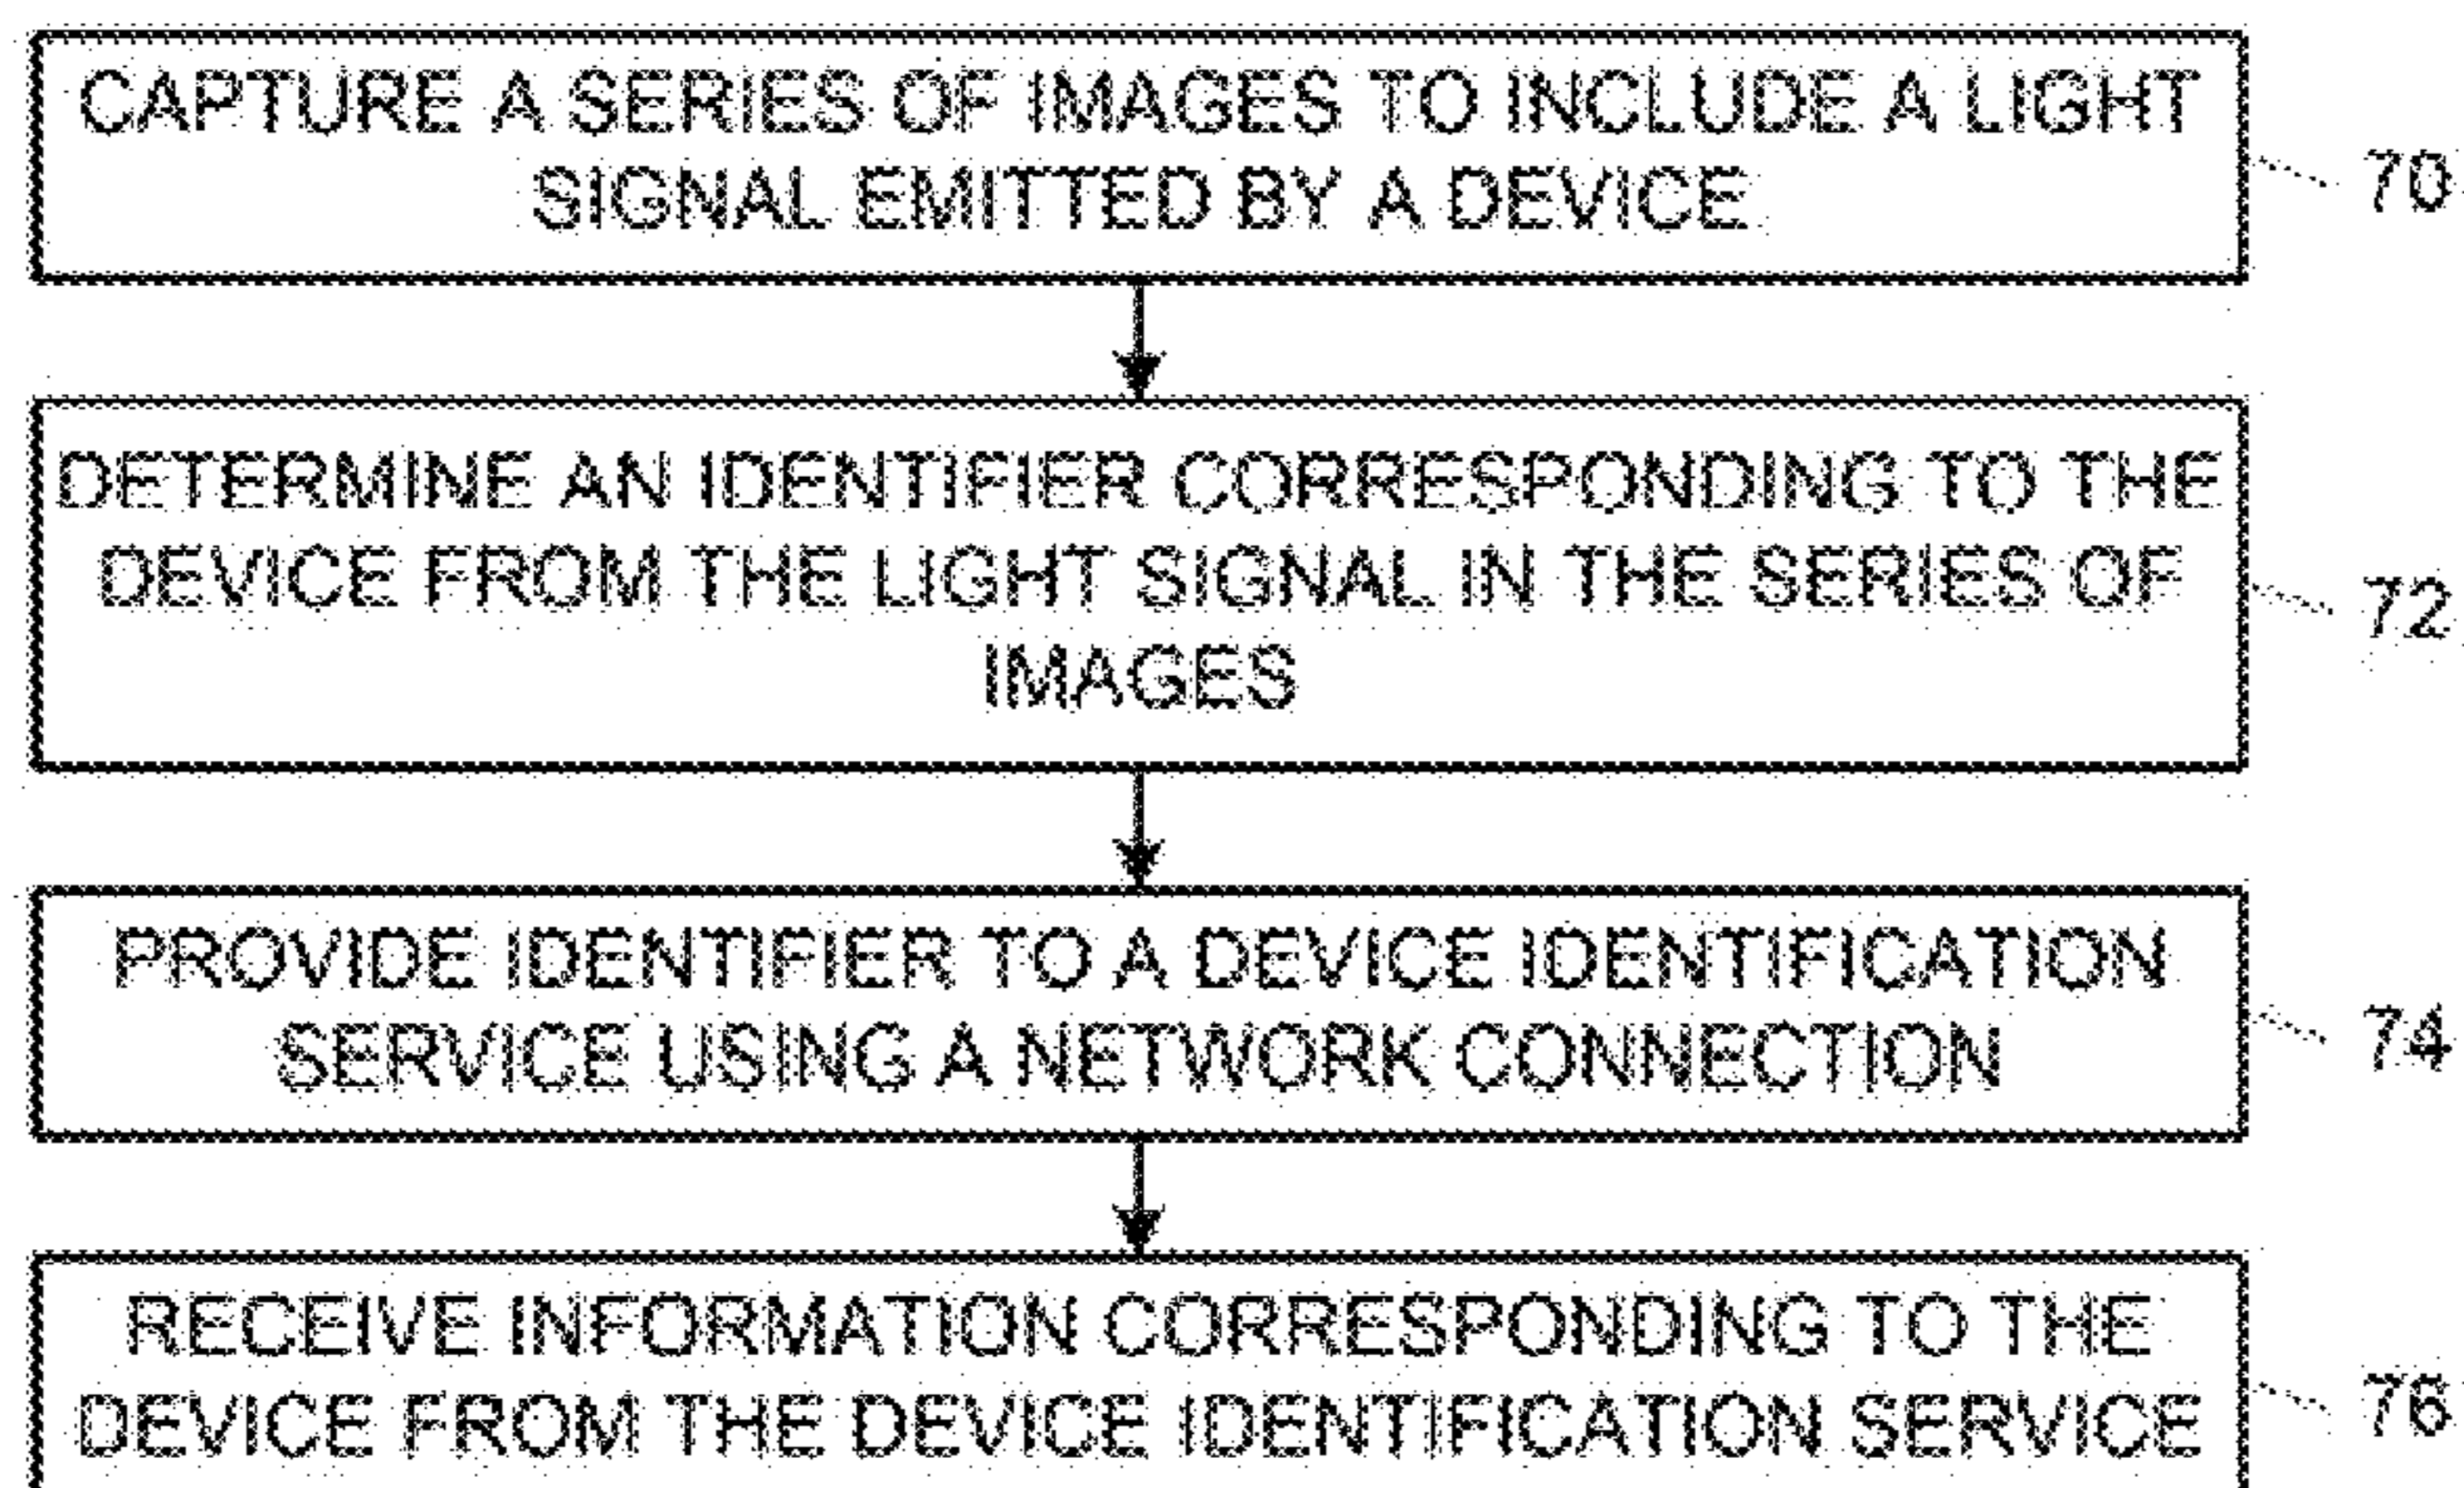 CAPTURE A SERIES OF IMAGES TO INCLUDE A LIGHT
SIGNAL EMITTED BY A DEVICE
70
DETERMINE AN IDENTIFIER CORRESPONDING TO THE
DEVICE FROM THE LIGHT SIGNAL IN THE SERIES OF
IMAGES
72
PROVIDE IDENTIFIER TO A DEVICE IDENTIFICATION
SERVICE USING A NETWORK CONNECTION
74
RECEIVE INFORMATION CORRESPONDING TO THE
DEVICE FROM THE DEVICE IDENTIFICATION SERVICE
76